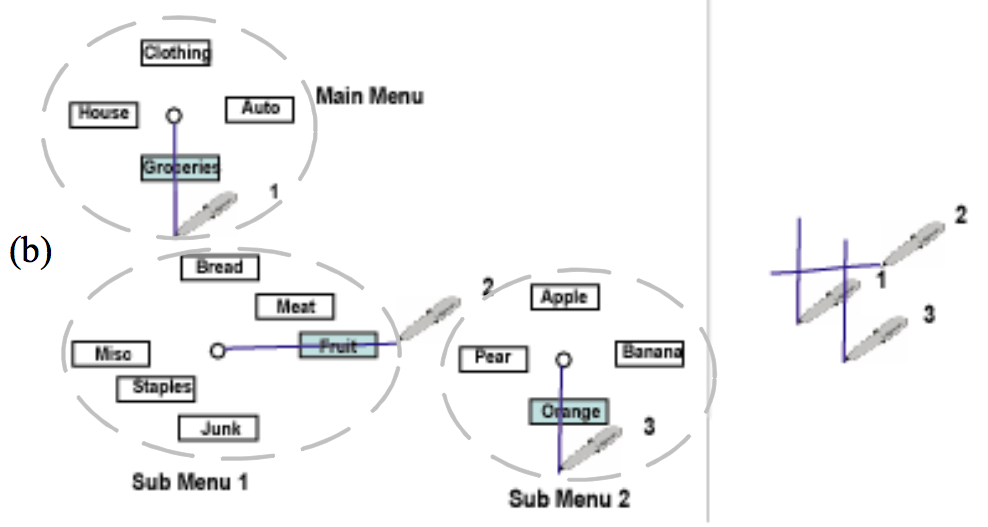 Clothing
House
Auto
Main Menu
Groceries
1
(b)
Bread
Meat
2
Fruit
Misc
Staples
Junk
Sub Menu 1
Apple
Pear
Banana
Orange
3
Sub Menu 2
2
1
3